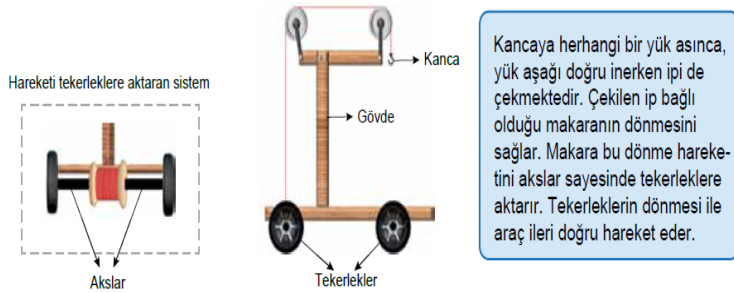 Hareketi tekerleklere aktaran sistem
Akslar
Kanca
Gövde
Tekerlekler
Kancaya herhangi bir yük asınca,
yük aşağı doğru inerken ipi de
çekmektedir. Çekilen ip bağlı
olduğu makaranın dönmesini
sağlar. Makara bu dönme hareke-
tini akslar sayesinde tekerleklere
aktarır. Tekerleklerin dönmesi ile
araç ileri doğru hareket eder.